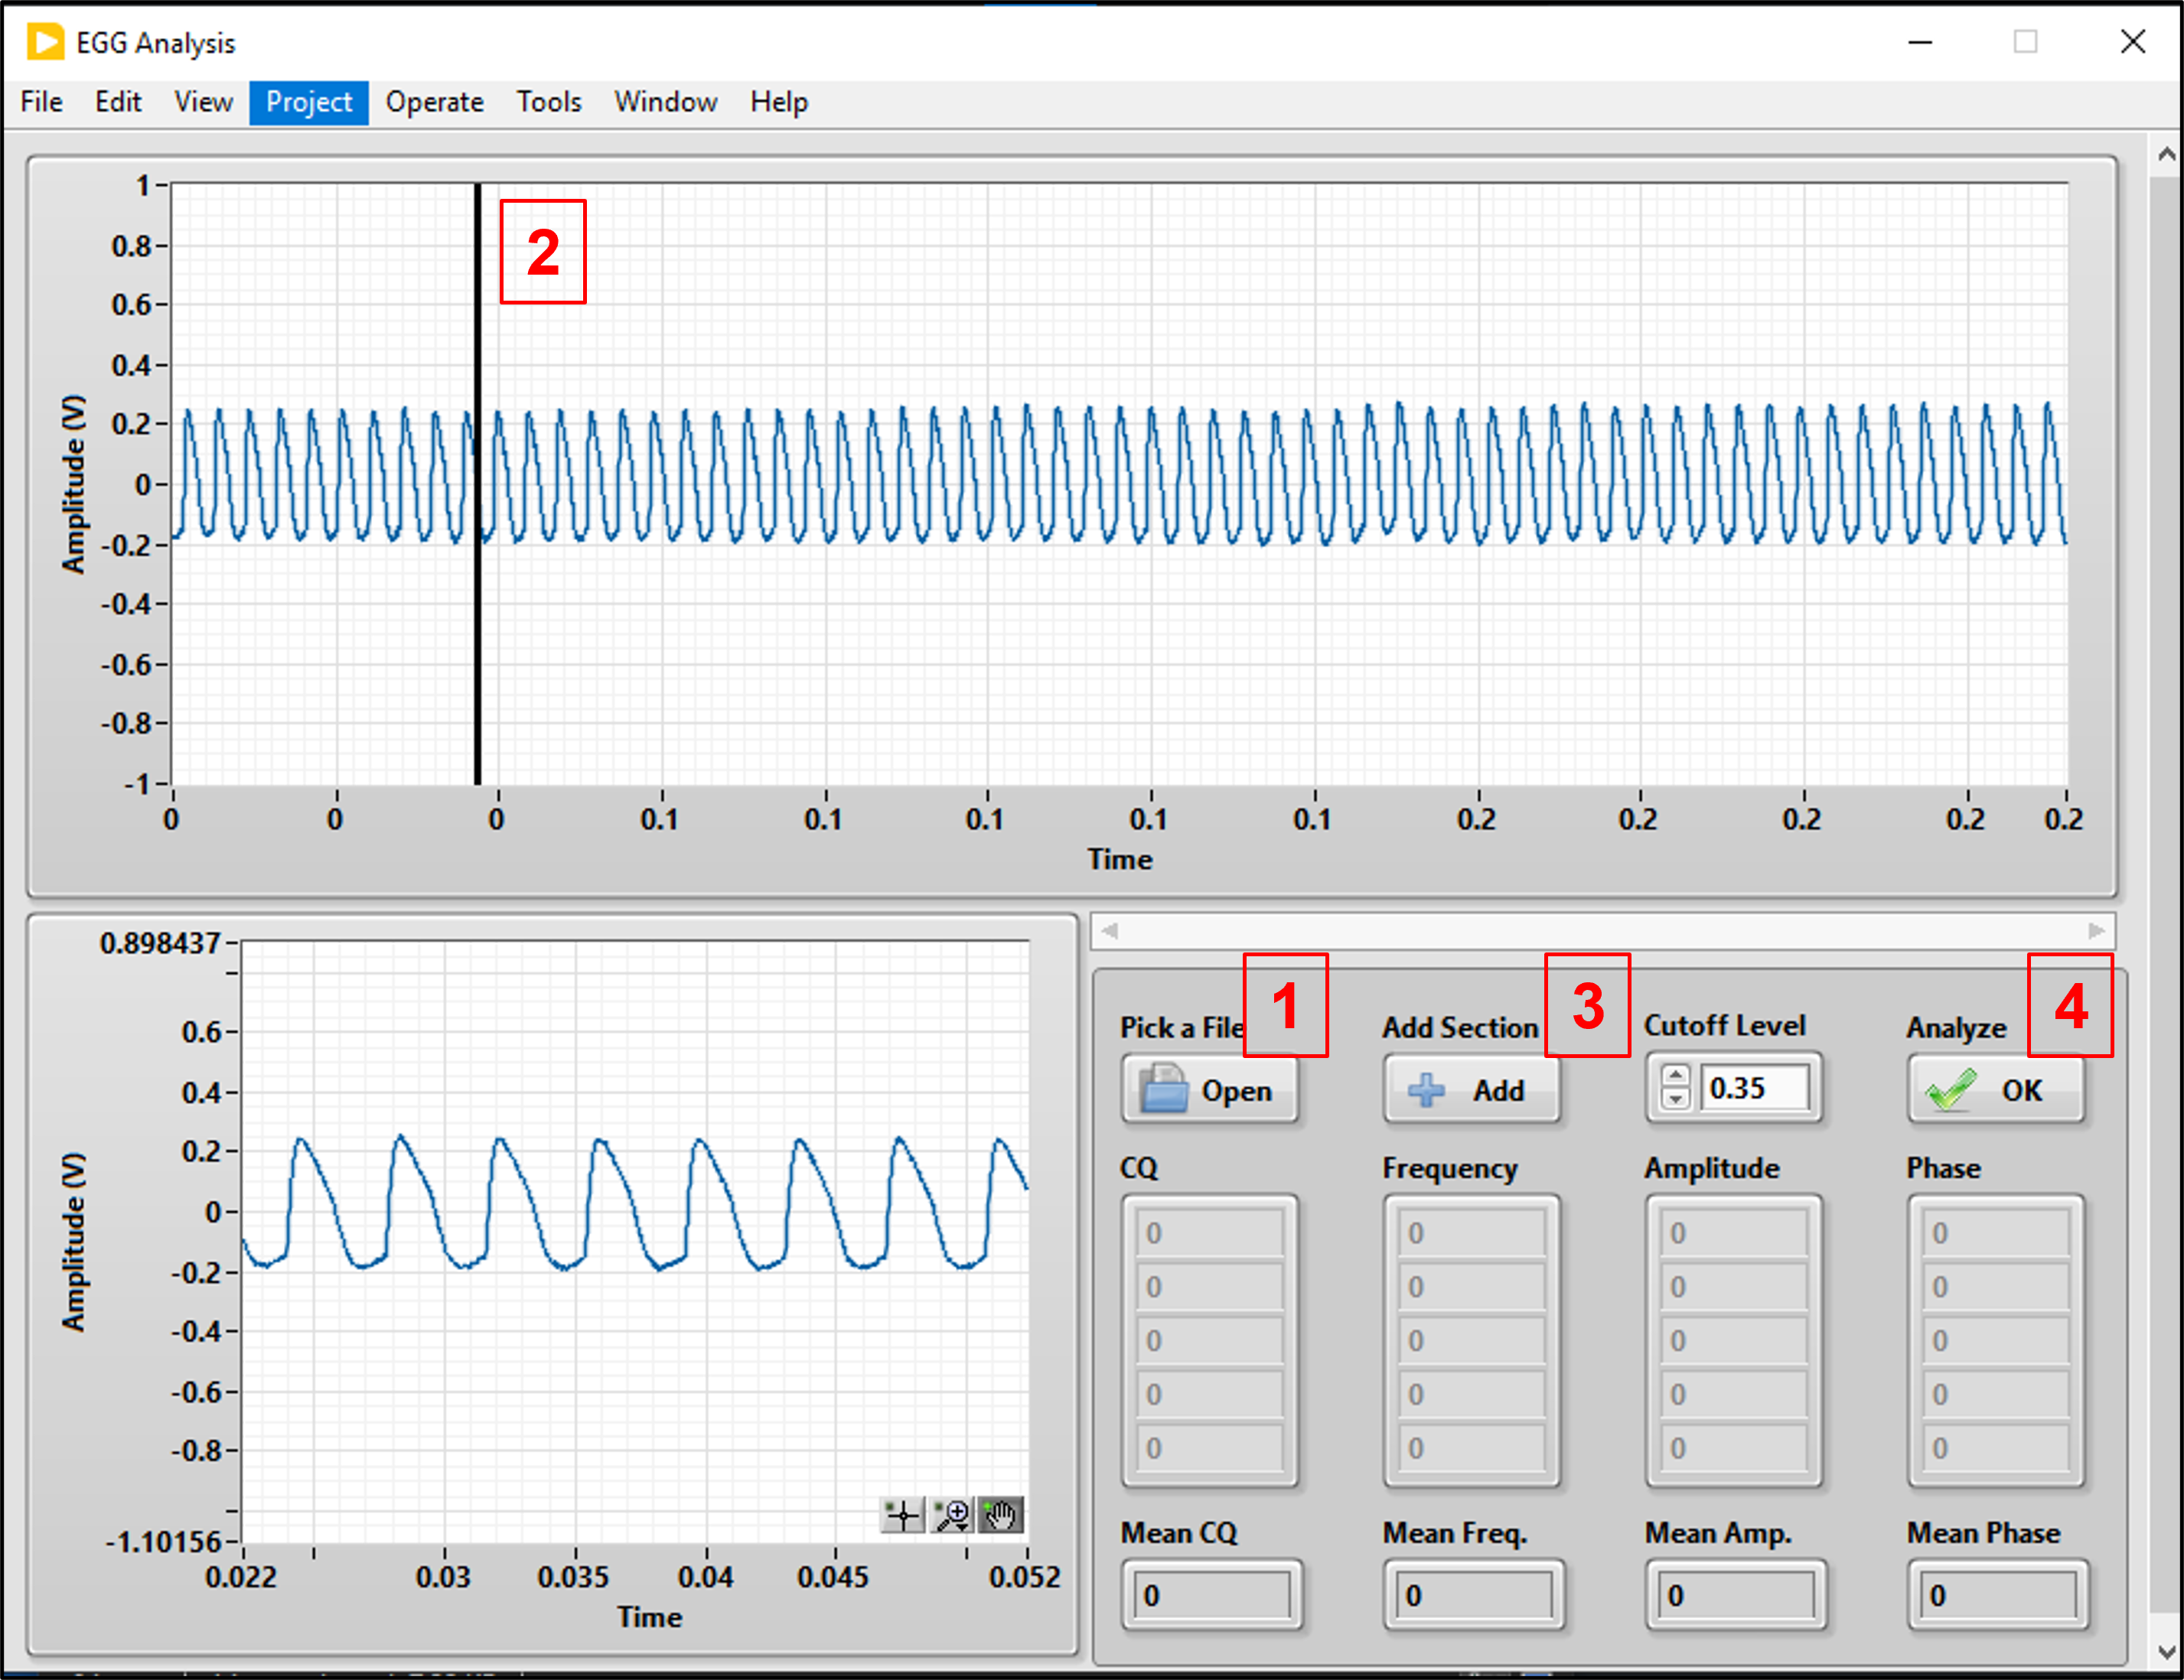 EGG Analysis
File Edit View Project Operate Tools Window Help
1
0.8
0.6
0.4
0.2
0
-0.2
-0.4
-0.6
-0.8
-1
Amplitude (V)
2
0 0 0 0.1 0.1 0.1 0.1 0.1 0.2 0.2 0.2 0.2 0.2
Time
0.898437
0.6
0.4
0.2
0
-0.2
-0.4
-0.6
-0.8
-1.10156
Amplitude (V)
0.022 0.03 0.035 0.04 0.045 0.052
Time
1 3 4
Pick a File Add Section Cutoff Level Analyze
Open Add 0.35 OK
CQ Frequency Amplitude Phase
0 0 0 0
0 0 0 0
0 0 0 0
0 0 0 0
0 0 0 0
Mean CQ Mean Freq. Mean Amp. Mean Phase
0 0 0 0